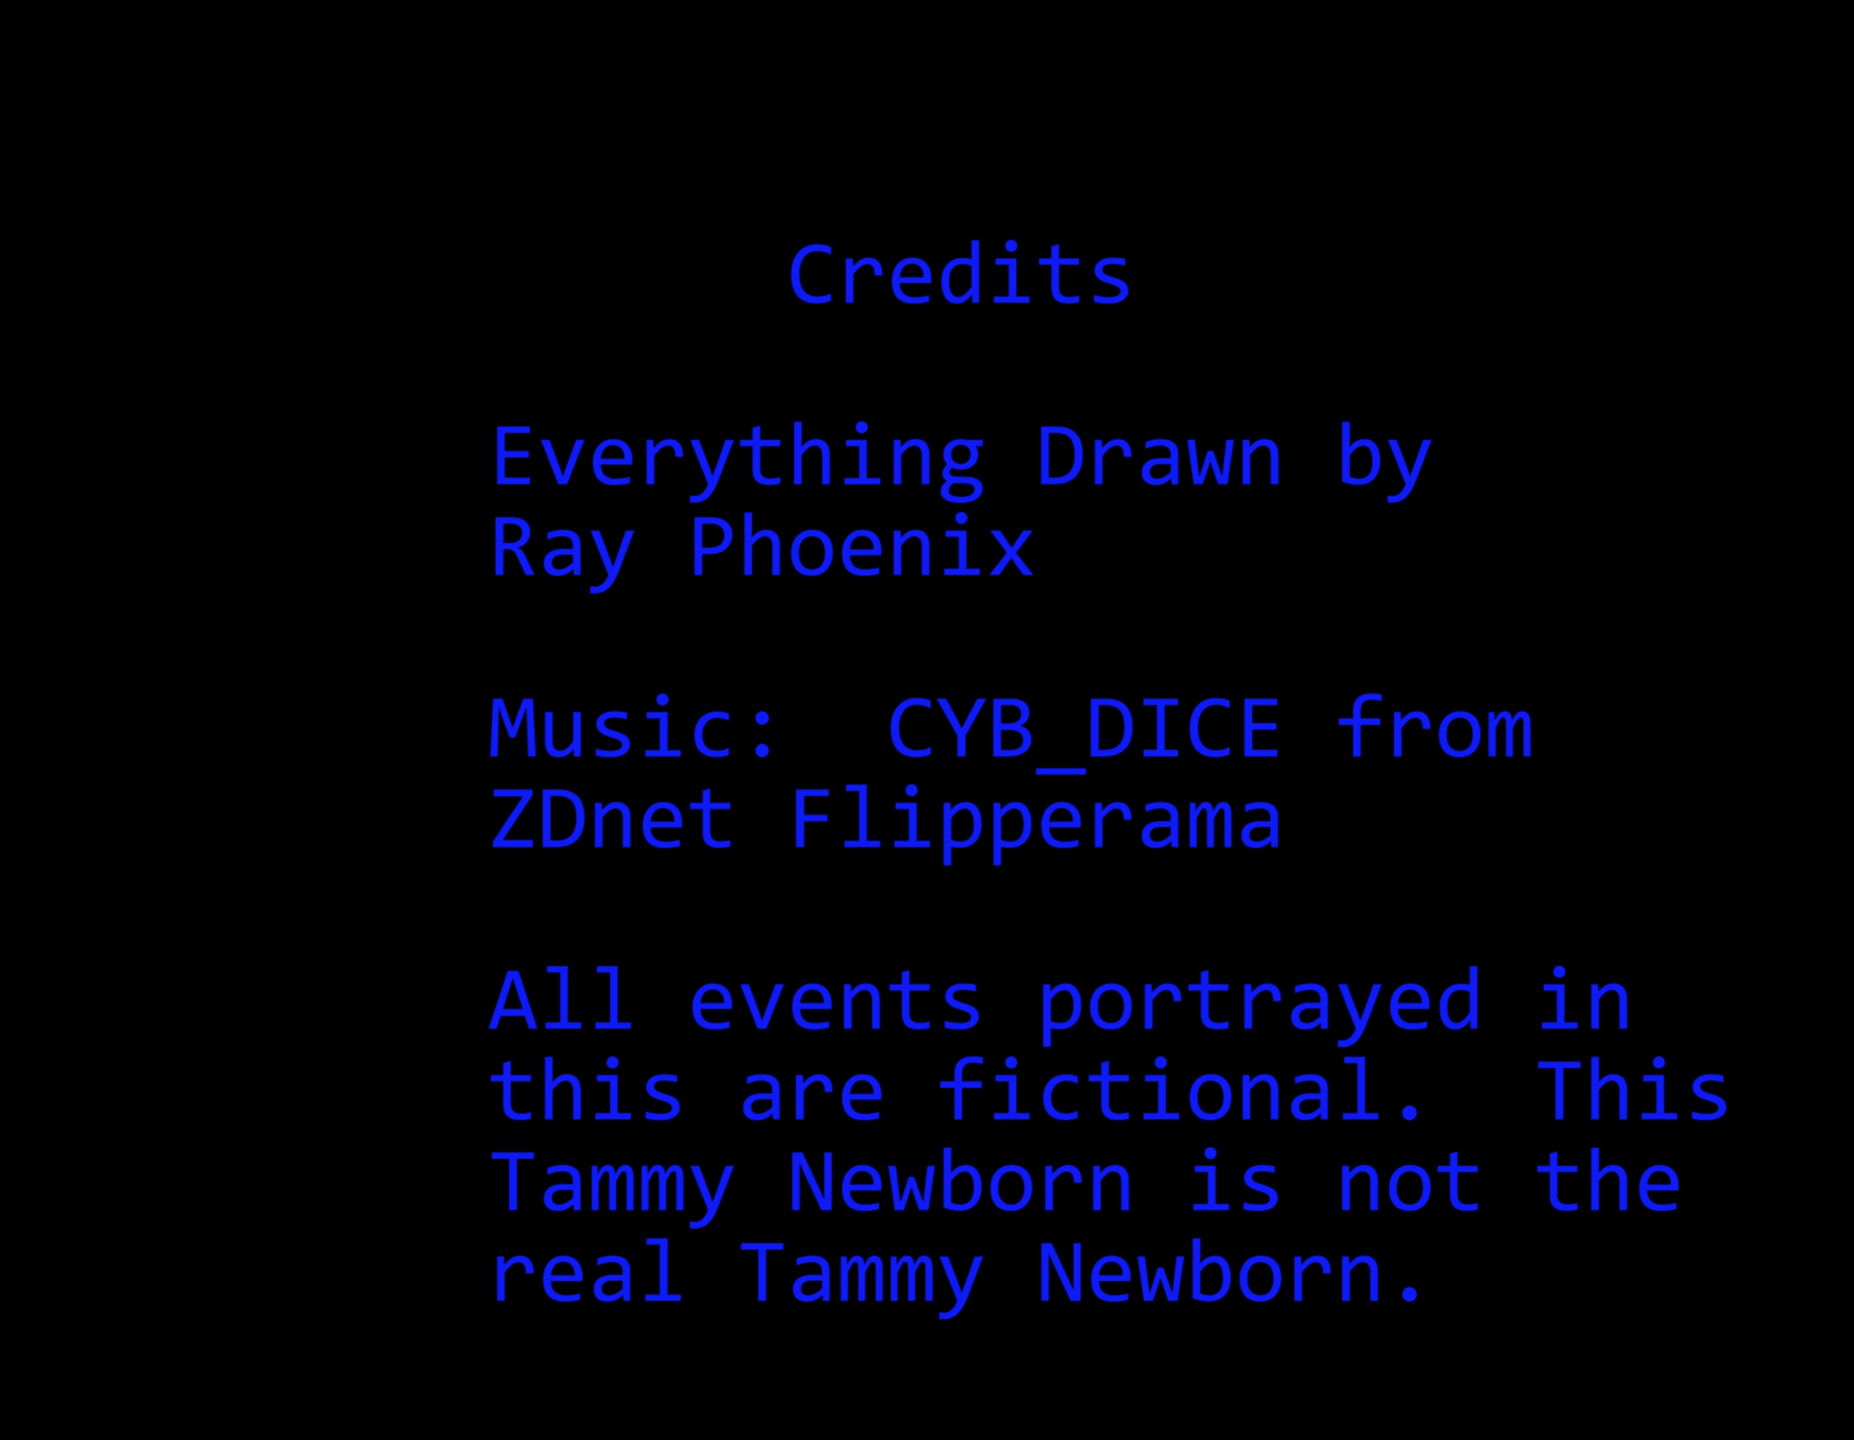 Credits
Everything Drawn by
Ray Phoenix
Music:  CYB_DICE from
ZDnet Flipperama
All events portrayed in
this are fictional.  This
Tammy Newborn is not the
real Tammy Newborn.